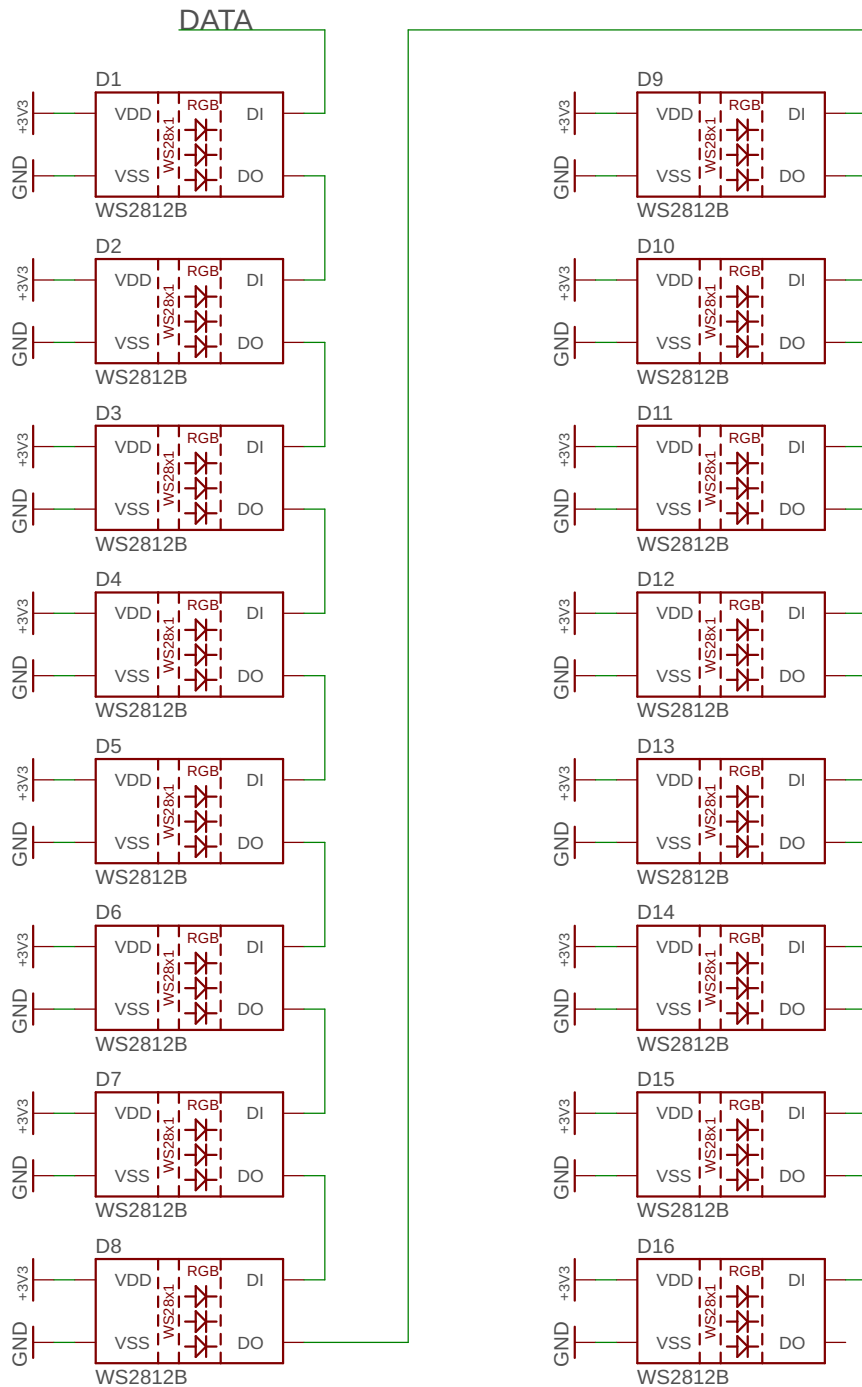 DATA
D1
+3V3
VDD
WS28x1
RGB
DI
GND
VSS
DO
WS2812B
D2
+3V3
VDD
WS28x1
RGB
DI
GND
VSS
DO
WS2812B
D3
+3V3
VDD
WS28x1
RGB
DI
GND
VSS
DO
WS2812B
D4
+3V3
VDD
WS28x1
RGB
DI
GND
VSS
DO
WS2812B
D5
+3V3
VDD
WS28x1
RGB
DI
GND
VSS
DO
WS2812B
D6
+3V3
VDD
WS28x1
RGB
DI
GND
VSS
DO
WS2812B
D7
+3V3
VDD
WS28x1
RGB
DI
GND
VSS
DO
WS2812B
D8
+3V3
VDD
WS28x1
RGB
DI
GND
VSS
DO
WS2812B
D9
+3V3
VDD
WS28x1
RGB
DI
GND
VSS
DO
WS2812B
D10
+3V3
VDD
WS28x1
RGB
DI
GND
VSS
DO
WS2812B
D11
+3V3
VDD
WS28x1
RGB
DI
GND
VSS
DO
WS2812B
D12
+3V3
VDD
WS28x1
RGB
DI
GND
VSS
DO
WS2812B
D13
+3V3
VDD
WS28x1
RGB
DI
GND
VSS
DO
WS2812B
D14
+3V3
VDD
WS28x1
RGB
DI
GND
VSS
DO
WS2812B
D15
+3V3
VDD
WS28x1
RGB
DI
GND
VSS
DO
WS2812B
D16
+3V3
VDD
WS28x1
RGB
DI
GND
VSS
DO
WS2812B